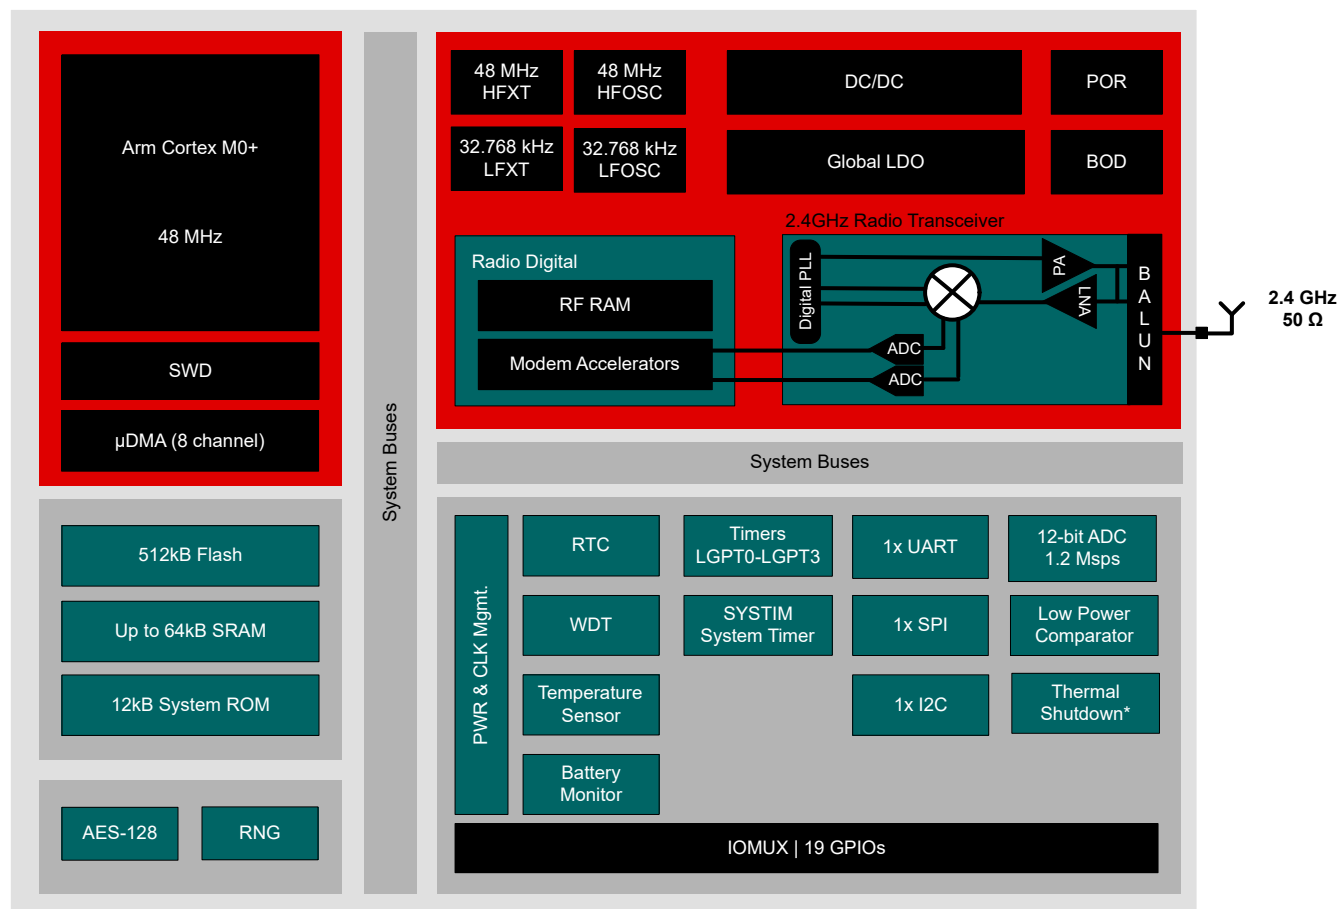 Arm Cortex M0+
48 MHz
SWD
µDMA (8 channel)
512kB Flash
Up to 64kB SRAM
12kB System ROM
AES-128
RNG
System Buses
48 MHz
HFXT
48 MHz
HFOSC
32.768 kHz
LFXT
32.768 kHz
LFOSC
DC/DC
POR
Global LDO
BOD
2.4GHz Radio Transceiver
Radio Digital
RF RAM
Modem Accelerators
Digital PLL
PA
LNA
ADC
ADC
BALUN
2.4 GHz
50 Ω
System Buses
PWR & CLK Mgmt.
RTC
Timers
LGPT0-LGPT3
1x UART
12-bit ADC
1.2 Msps
WDT
SYSTIM
System Timer
1x SPI
Low Power
Comparator
Temperature
Sensor
1x I2C
Thermal
Shutdown*
Battery
Monitor
IOMUX | 19 GPIOs